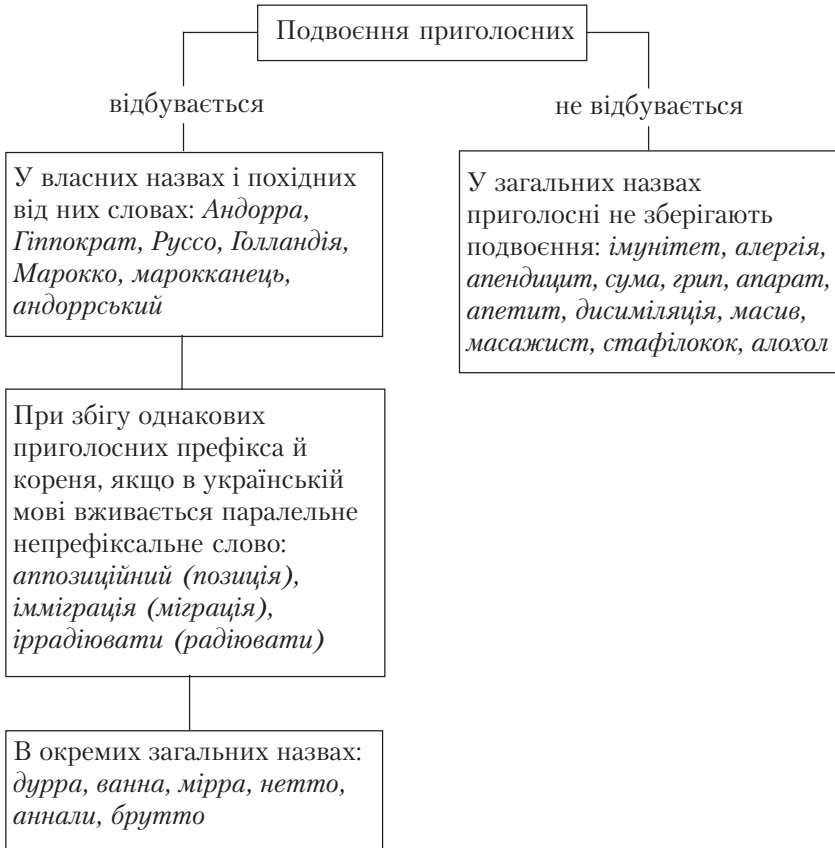 Подвоєння приголосних
відбувається
не відбувається
У власних назвах і похідних
від них словах: Андорра,
Гіппократ, Руссо, Голландія,
Марокко, марокканець,
андоррський
При збігу однакових
приголосних префікса й
кореня, якщо в українській
мові вживається паралельне
непрефіксальне слово:
аппозиційний (позиція),
імміграція (міграція),
іррадіювати (радіювати)
В окремих загальних назвах:
дурра, ванна, мірра, нетто,
аннали, брутто
У загальних назвах
приголосні не зберігають
подвоєння: імунітет, алергія,
апендицит, сума, грип, апарат,
апетит, дисиміляція, масив,
масажист, стафілокок, алохол